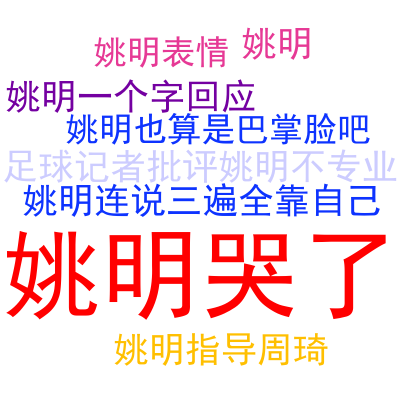 姚明表情
姚明
姚明一个字回应
姚明也算是巴掌脸吧
足球记者批评姚明不专业
姚明连说三遍全靠自己
姚明哭了
姚明指导周琦